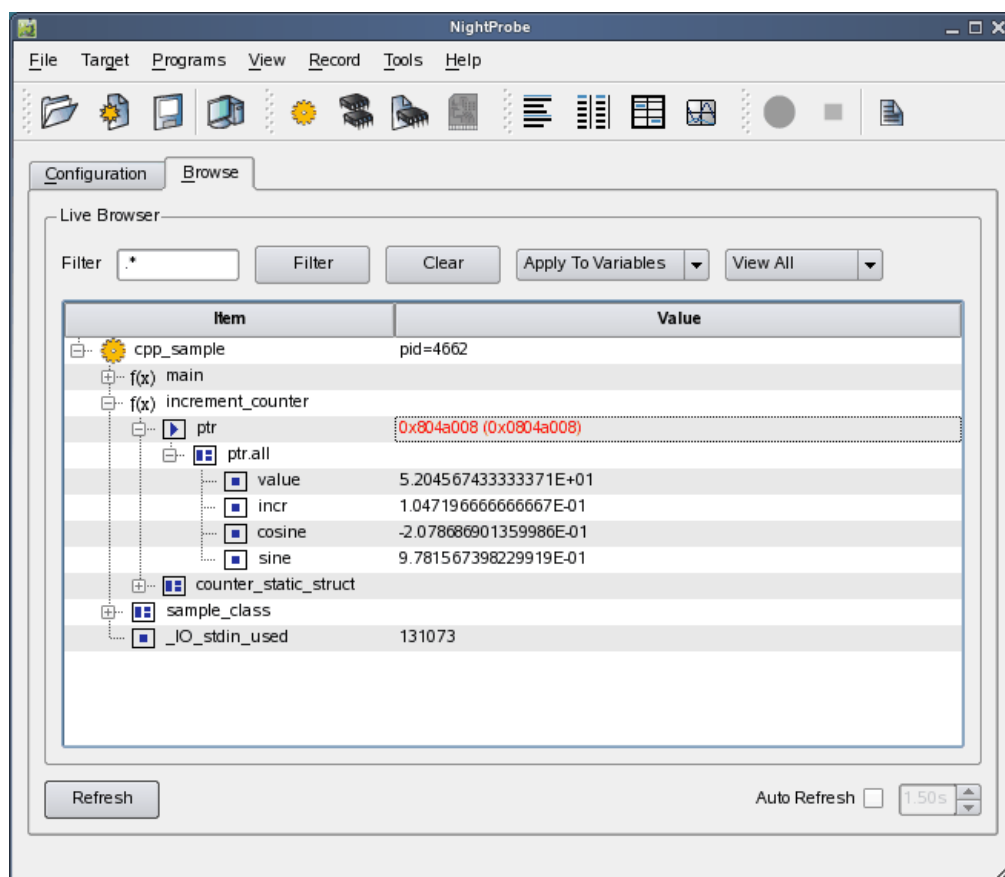 NightProbe
File Target Programs View Record Tools Help
Configuration Browse
Live Browser
Filter .* Filter Clear Apply To Variables View All
Item Value
cpp_sample pid=4662
f(x) main
f(x) increment_counter
ptr 0x804a008 (0x0804a008)
ptr.all
value 5.204567433333371E+01
incr 1.047196666666667E-01
cosine -2.078686901359986E-01
sine 9.781567398229919E-01
counter_static_struct
sample_class
_IO_stdin_used 131073
Refresh Auto Refresh 1.50s